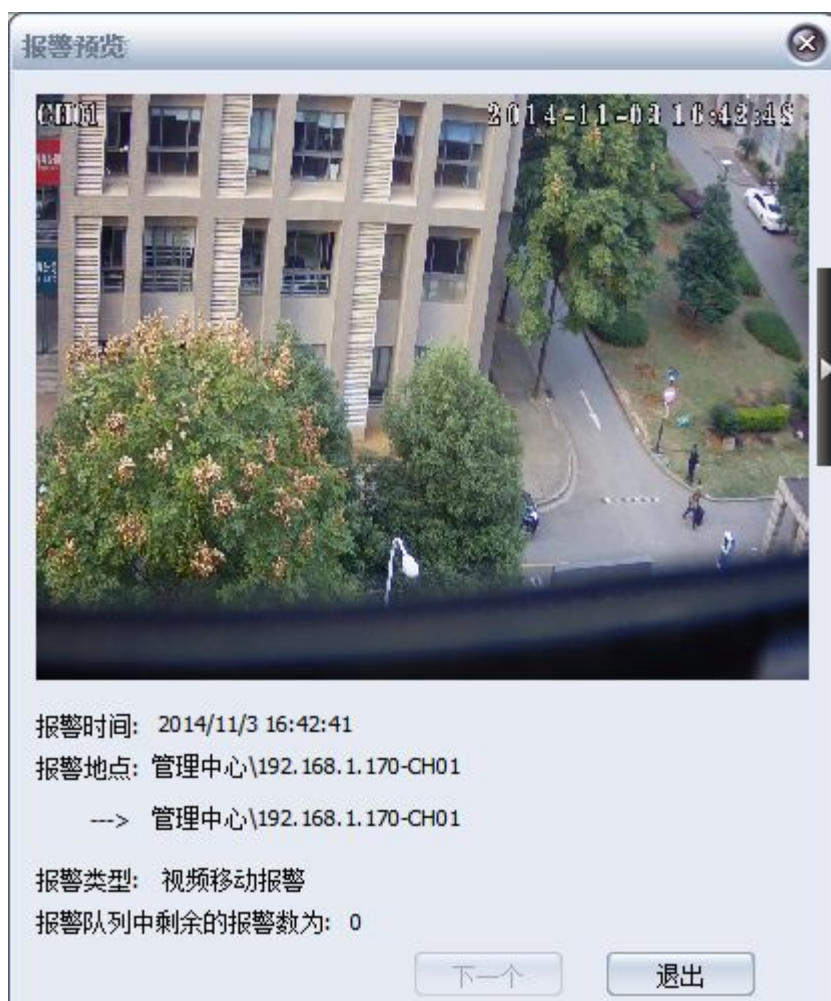 报警预览
CH01
2014-11-03 16:42:48
报警时间: 2014/11/3 16:42:41
报警地点: 管理中心\192.168.1.170-CH01
---> 管理中心\192.168.1.170-CH01
报警类型: 视频移动报警
报警队列中剩余的报警数为: 0
下一个
退出